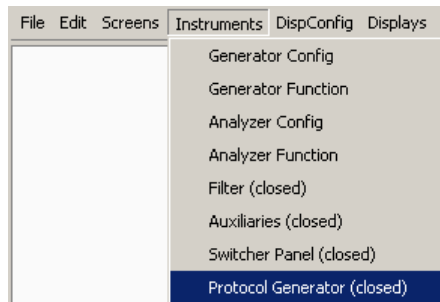 File Edit Screens Instruments DispConfig Displays
Generator Config
Generator Function
Analyzer Config
Analyzer Function
Filter (closed)
Auxiliaries (closed)
Switcher Panel (closed)
Protocol Generator (closed)